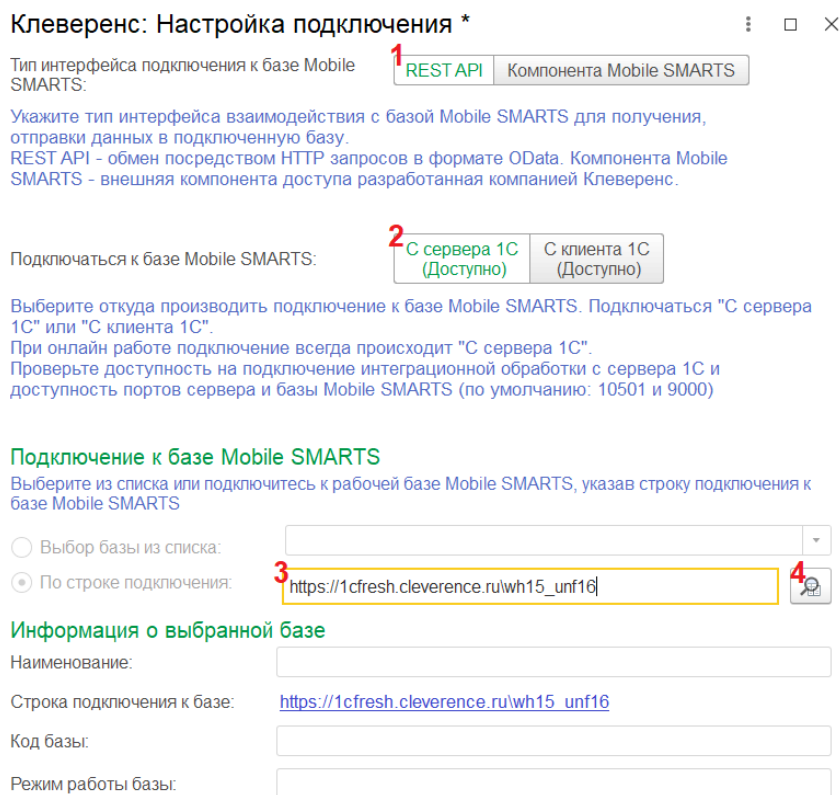 Клеверенс: Настройка подключения *
Тип интерфейса подключения к базе Mobile
SMARTS:
1
REST API
Компонента Mobile SMARTS
Укажите тип интерфейса взаимодействия с базой Mobile SMARTS для получения,
отправки данных в подключенную базу.
REST API - обмен посредством HTTP запросов в формате OData. Компонента Mobile
SMARTS - внешняя компонента доступа разработанная компанией Клеверенс.
Подключаться к базе Mobile SMARTS:
2
С сервера 1С
(Доступно)
С клиента 1С
(Доступно)
Выберите откуда производить подключение к базе Mobile SMARTS. Подключаться "С сервера
1С" или "С клиента 1С".
При онлайн работе подключение всегда происходит "С сервера 1С".
Проверьте доступность на подключение интеграционной обработки с сервера 1С и
доступность портов сервера и базы Mobile SMARTS (по умолчанию: 10501 и 9000)
Подключение к базе Mobile SMARTS
Выберите из списка или подключитесь к рабочей базе Mobile SMARTS, указав строку подключения к
базе Mobile SMARTS
Выбор базы из списка:
По строке подключения:
3
https://1cfresh.cleverence.ru\wh15_unf16
4
Информация о выбранной базе
Наименование:
Строка подключения к базе:
https://1cfresh.cleverence.ru\wh15_unf16
Код базы:
Режим работы базы: